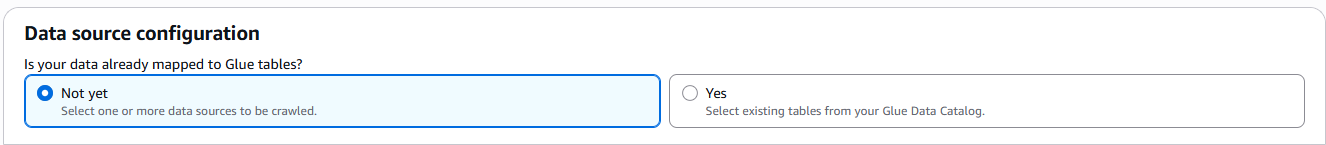 Data source configuration
Is your data already mapped to Glue tables?
Not yet
Select one or more data sources to be crawled.
Yes
Select existing tables from your Glue Data Catalog.